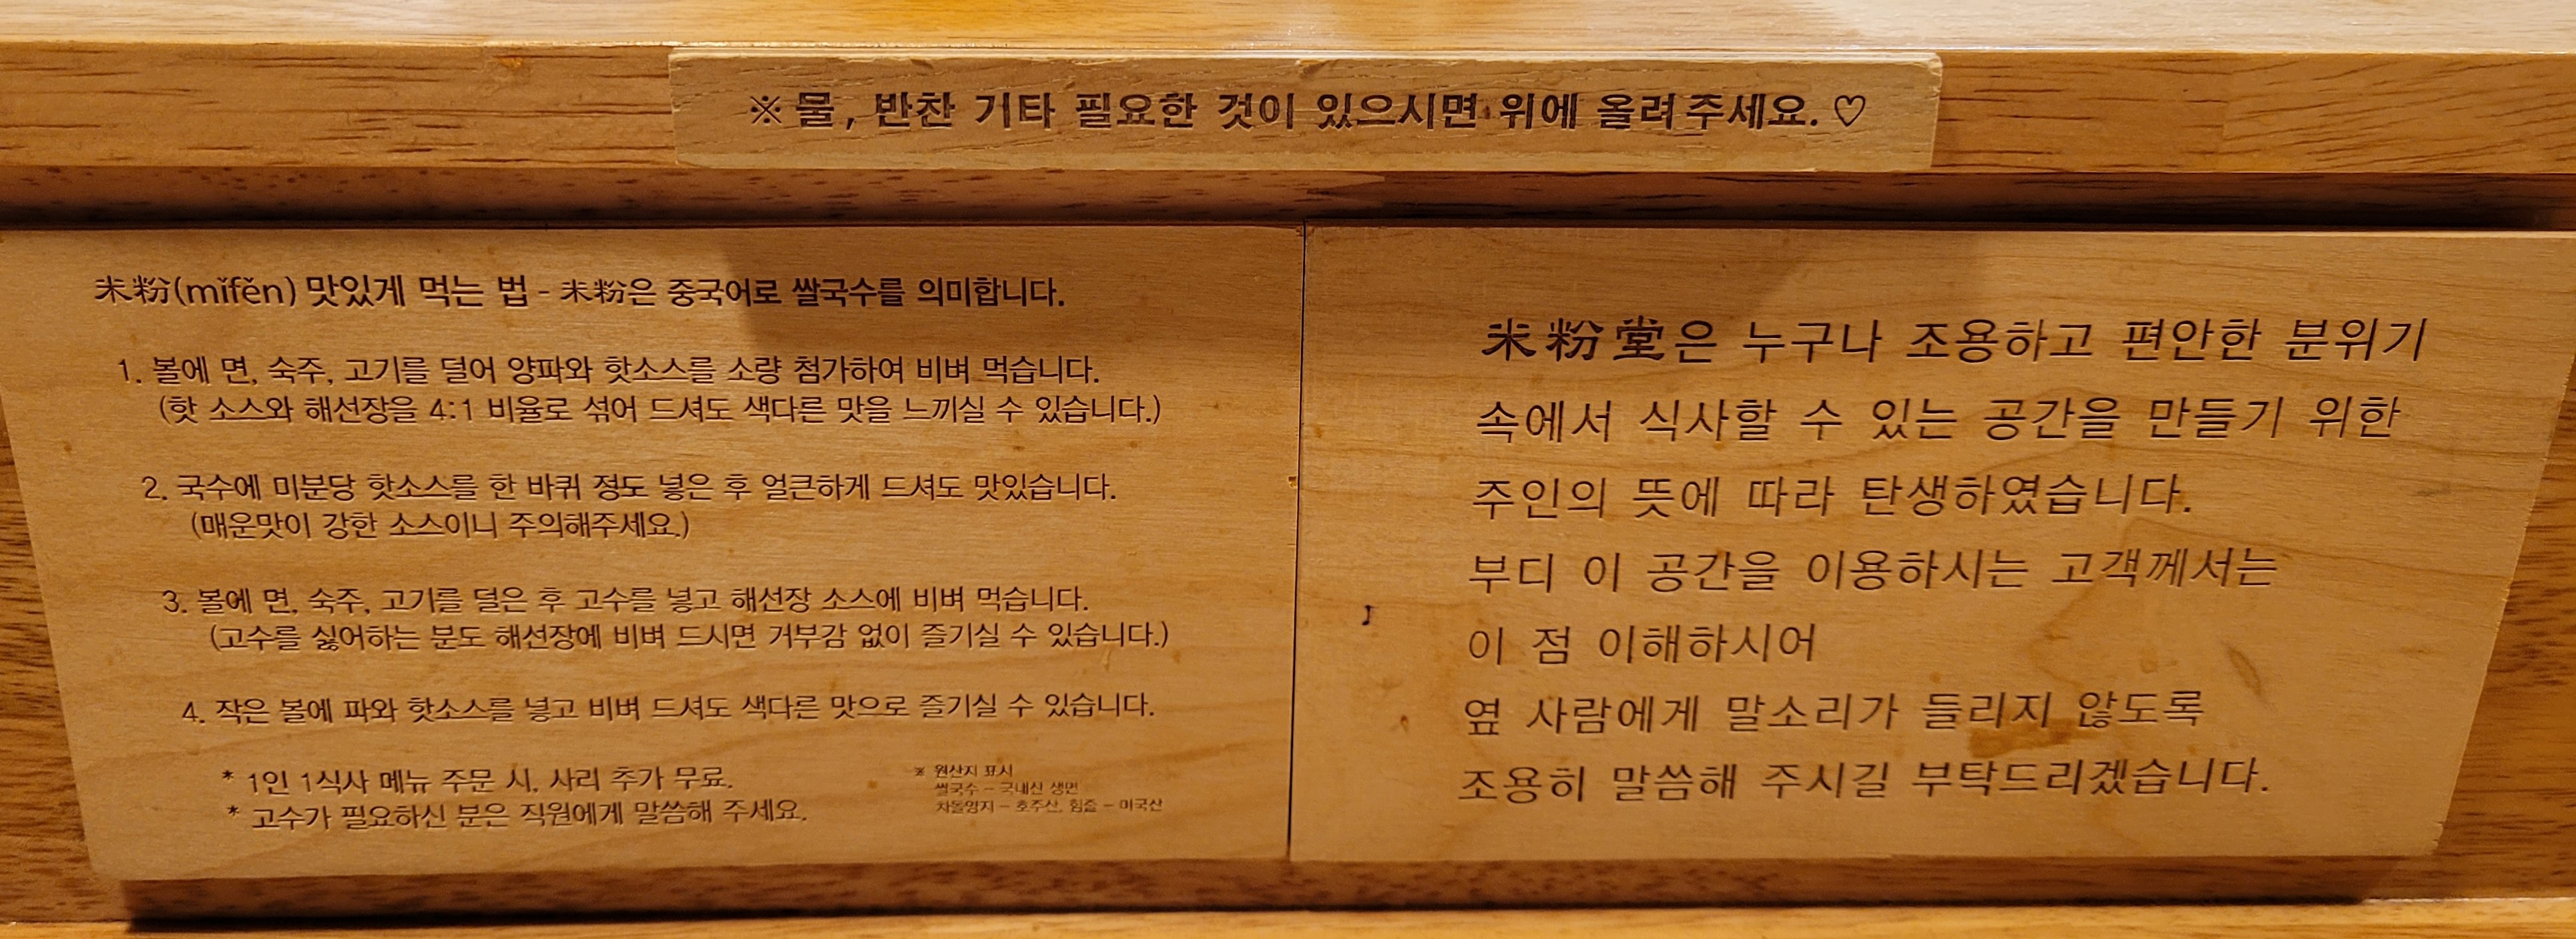 ※ 물, 반찬 기타 필요한 것이 있으시면 위에 올려주세요.♡
米粉(mǐfěn) 맛있게 먹는 법 - 米粉은 중국어로 쌀국수를 의미합니다.
1. 볼에 면, 숙주, 고기를 덜어 양파와 핫소스를 소량 첨가하여 비벼 먹습니다.
(핫 소스와 해선장을 4:1 비율로 섞어 드셔도 색다른 맛을 느끼실 수 있습니다.)
2. 국수에 미분당 핫소스를 한 바퀴 정도 넣은 후 얼큰하게 드셔도 맛있습니다.
(매운맛이 강한 소스이니 주의해주세요.)
3. 볼에 면, 숙주, 고기를 덜은 후 고수를 넣고 해선장 소스에 비벼 먹습니다.
(고수를 싫어하는 분도 해선장에 비벼 드시면 거부감 없이 즐기실 수 있습니다.)
4. 작은 볼에 파와 핫소스를 넣고 비벼 드셔도 색다른 맛으로 즐기실 수 있습니다.
* 1인 1식사 메뉴 주문 시, 사리 추가 무료.
* 고수가 필요하신 분은 직원에게 말씀해 주세요.
※ 원산지 표시
쌀국수 - 국내산 생면
차돌양지 - 호주산, 힘줄 - 미국산
米粉堂은 누구나 조용하고 편안한 분위기
속에서 식사할 수 있는 공간을 만들기 위한
주인의 뜻에 따라 탄생하였습니다.
부디 이 공간을 이용하시는 고객께서는
이 점 이해하시어
옆 사람에게 말소리가 들리지 않도록
조용히 말씀해 주시길 부탁드리겠습니다.